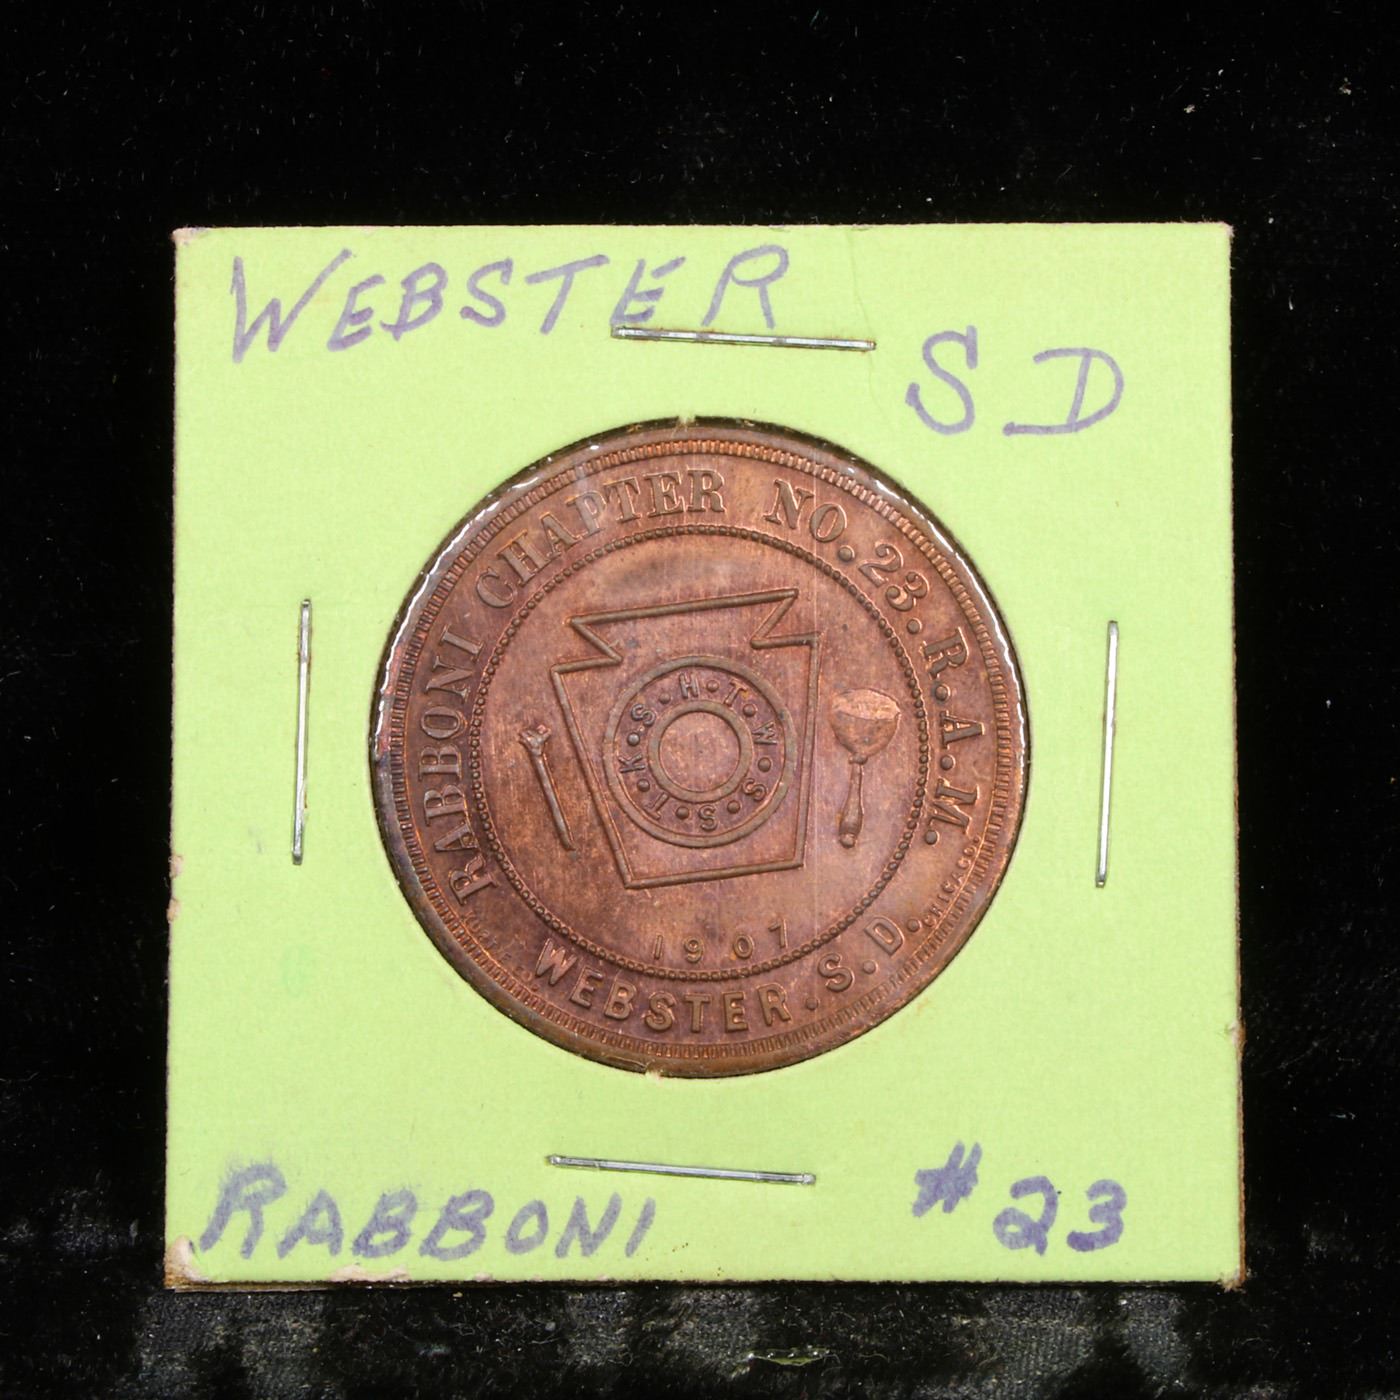 WEBSTER
SD
RABBONI CHAPTER NO. 23. R.A.M.
H·T·W·S·S·T·K·S
1907
WEBSTER. S.D.
RABBONI
#23